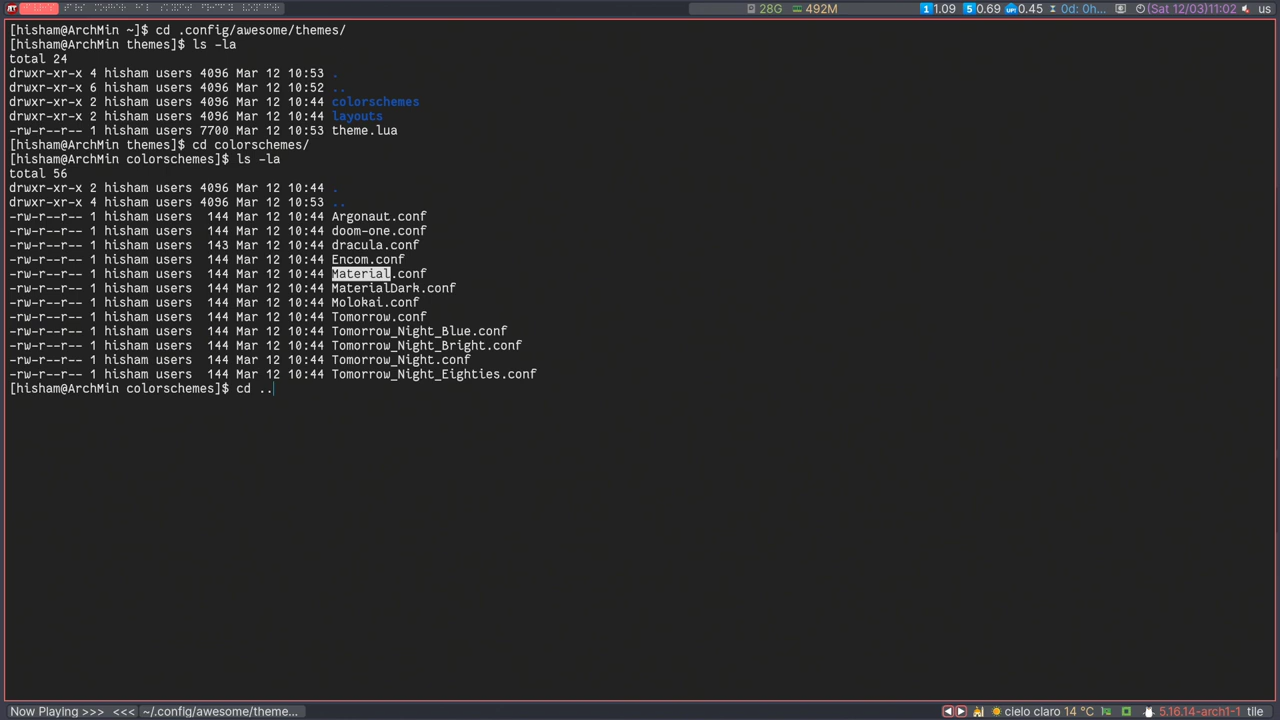 28G 492M 1 1.09 5 0.69 UP! 0.45 0d: 0h... (Sat 12/03)11:02 us
[hisham@ArchMin ~]$ cd .config/awesome/themes/
[hisham@ArchMin themes]$ ls -la
total 24
drwxr-xr-x 4 hisham users 4096 Mar 12 10:53 .
drwxr-xr-x 6 hisham users 4096 Mar 12 10:52 ..
drwxr-xr-x 2 hisham users 4096 Mar 12 10:44 colorschemes
drwxr-xr-x 2 hisham users 4096 Mar 12 10:44 layouts
-rw-r--r-- 1 hisham users 7700 Mar 12 10:53 theme.lua
[hisham@ArchMin themes]$ cd colorschemes/
[hisham@ArchMin colorschemes]$ ls -la
total 56
drwxr-xr-x 2 hisham users 4096 Mar 12 10:44 .
drwxr-xr-x 4 hisham users 4096 Mar 12 10:53 ..
-rw-r--r-- 1 hisham users  144 Mar 12 10:44 Argonaut.conf
-rw-r--r-- 1 hisham users  144 Mar 12 10:44 doom-one.conf
-rw-r--r-- 1 hisham users  143 Mar 12 10:44 dracula.conf
-rw-r--r-- 1 hisham users  144 Mar 12 10:44 Encom.conf
-rw-r--r-- 1 hisham users  144 Mar 12 10:44 Material.conf
-rw-r--r-- 1 hisham users  144 Mar 12 10:44 MaterialDark.conf
-rw-r--r-- 1 hisham users  144 Mar 12 10:44 Molokai.conf
-rw-r--r-- 1 hisham users  144 Mar 12 10:44 Tomorrow.conf
-rw-r--r-- 1 hisham users  144 Mar 12 10:44 Tomorrow_Night_Blue.conf
-rw-r--r-- 1 hisham users  144 Mar 12 10:44 Tomorrow_Night_Bright.conf
-rw-r--r-- 1 hisham users  144 Mar 12 10:44 Tomorrow_Night.conf
-rw-r--r-- 1 hisham users  144 Mar 12 10:44 Tomorrow_Night_Eighties.conf
[hisham@ArchMin colorschemes]$ cd ..
Now Playing >>> <<< ~/.config/awesome/theme... cielo claro 14 °C 5.16.14-arch1-1 tile